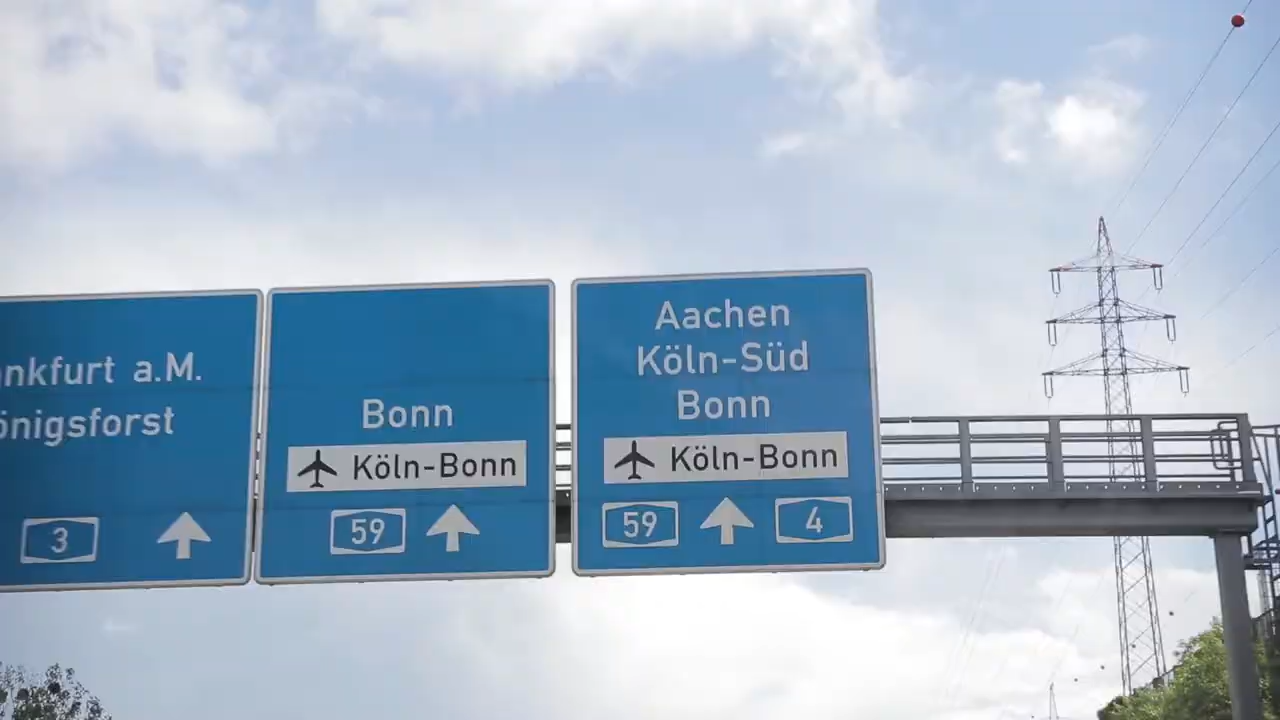 nkfurt a.M.
önigsforst
3
Bonn
Köln-Bonn
59
Aachen
Köln-Süd
Bonn
Köln-Bonn
59 4